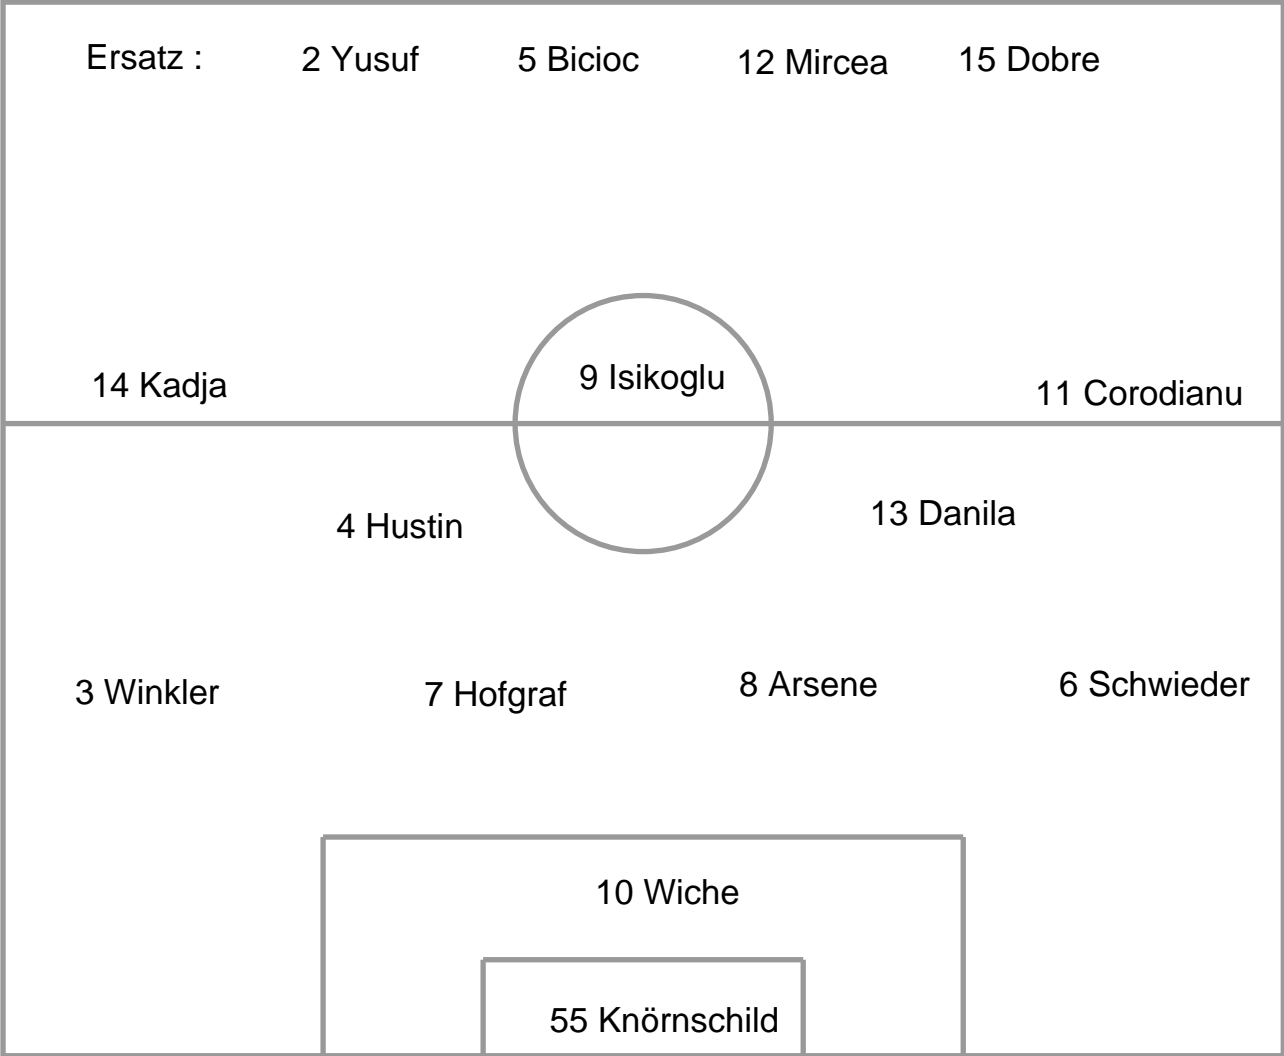 Ersatz : 2 Yusuf 5 Bicioc 12 Mircea 15 Dobre
14 Kadja 9 Isikoglu 11 Corodianu
4 Hustin 13 Danila
3 Winkler 7 Hofgraf 8 Arsene 6 Schwieder
10 Wiche
55 Knörnschild